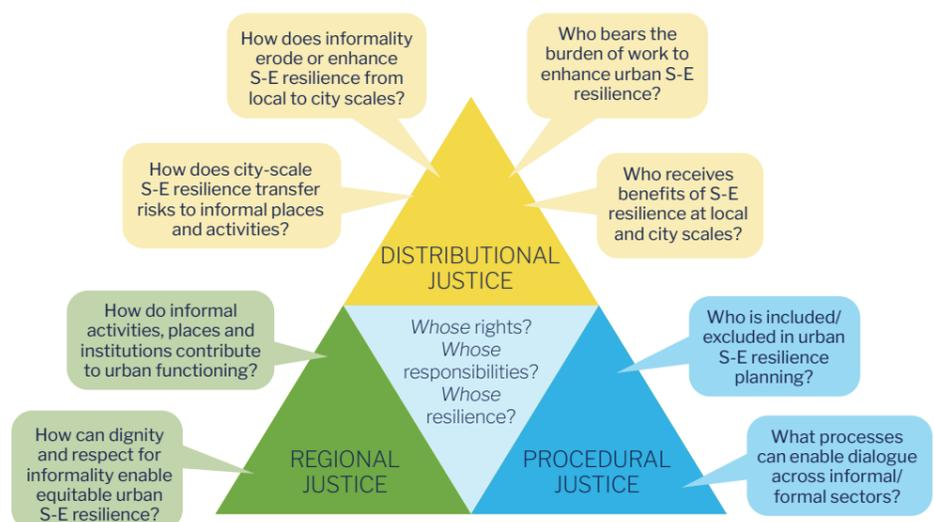 How does informality
erode or enhance
S-E resilience from
local to city scales?
Who bears the
burden of work to
enhance urban S-E
resilience?
How does city-scale
S-E resilience transfer
risks to informal places
and activities?
Who receives
benefits of S-E
resilience at local
and city scales?
DISTRIBUTIONAL
JUSTICE
How do informal
activities, places and
institutions contribute
to urban functioning?
Whose rights?
Whose
responsibilities?
Whose
resilience?
Who is included/
excluded in urban
S-E resilience
planning?
How can dignity
and respect for
informality enable
equitable urban
S-E resilience?
REGIONAL
JUSTICE
PROCEDURAL
JUSTICE
What processes
can enable dialogue
across informal/
formal sectors?